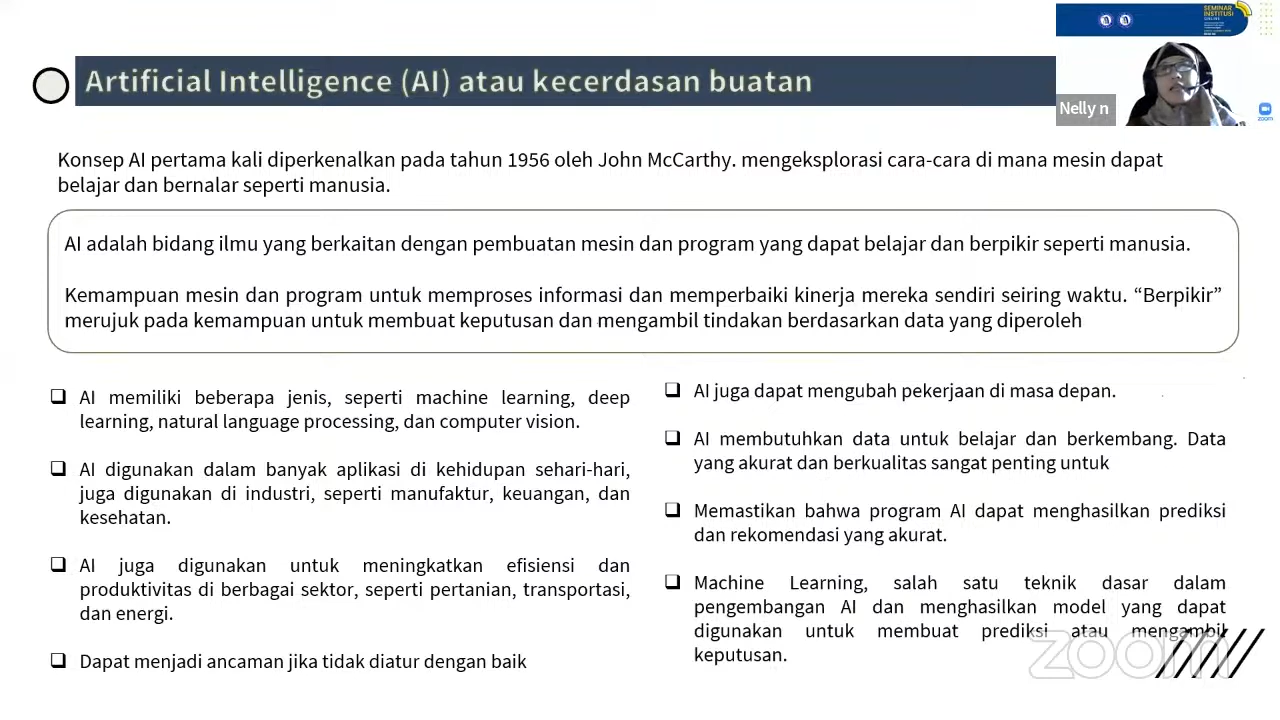 SEMINAR
INSTITUSI
Artificial Intelligence (AI) atau kecerdasan buatan
Nelly n
zoom
Konsep AI pertama kali diperkenalkan pada tahun 1956 oleh John McCarthy. mengeksplorasi cara-cara di mana mesin dapat
belajar dan bernalar seperti manusia.
AI adalah bidang ilmu yang berkaitan dengan pembuatan mesin dan program yang dapat belajar dan berpikir seperti manusia.
Kemampuan mesin dan program untuk memproses informasi dan memperbaiki kinerja mereka sendiri seiring waktu. “Berpikir”
merujuk pada kemampuan untuk membuat keputusan dan mengambil tindakan berdasarkan data yang diperoleh
AI memiliki beberapa jenis, seperti machine learning, deep
learning, natural language processing, dan computer vision.
AI digunakan dalam banyak aplikasi di kehidupan sehari-hari,
juga digunakan di industri, seperti manufaktur, keuangan, dan
kesehatan.
AI juga digunakan untuk meningkatkan efisiensi dan
produktivitas di berbagai sektor, seperti pertanian, transportasi,
dan energi.
Dapat menjadi ancaman jika tidak diatur dengan baik
AI juga dapat mengubah pekerjaan di masa depan.
AI membutuhkan data untuk belajar dan berkembang. Data
yang akurat dan berkualitas sangat penting untuk
Memastikan bahwa program AI dapat menghasilkan prediksi
dan rekomendasi yang akurat.
Machine Learning, salah satu teknik dasar dalam
pengembangan AI dan menghasilkan model yang dapat
digunakan untuk membuat prediksi atau mengambil
keputusan.
zoom